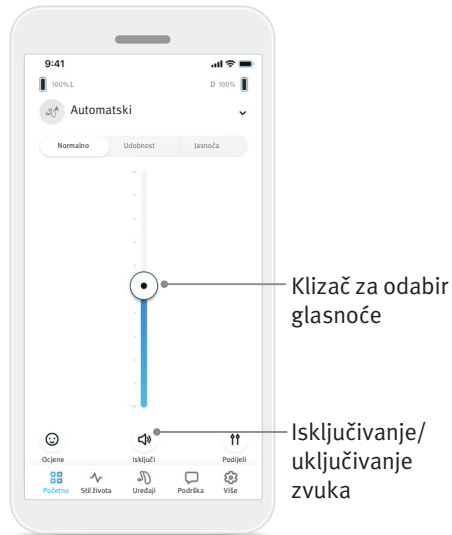 9:41
100% L
D 100%
A
Automatski
Normalno
Udobnost
Jasnoća
Klizač za odabir
glasnoće
Isključivanje/
uključivanje
zvuka
Ocjene
Isključi
Podijeli
Početno
Stil života
Uređaji
Podrška
Više